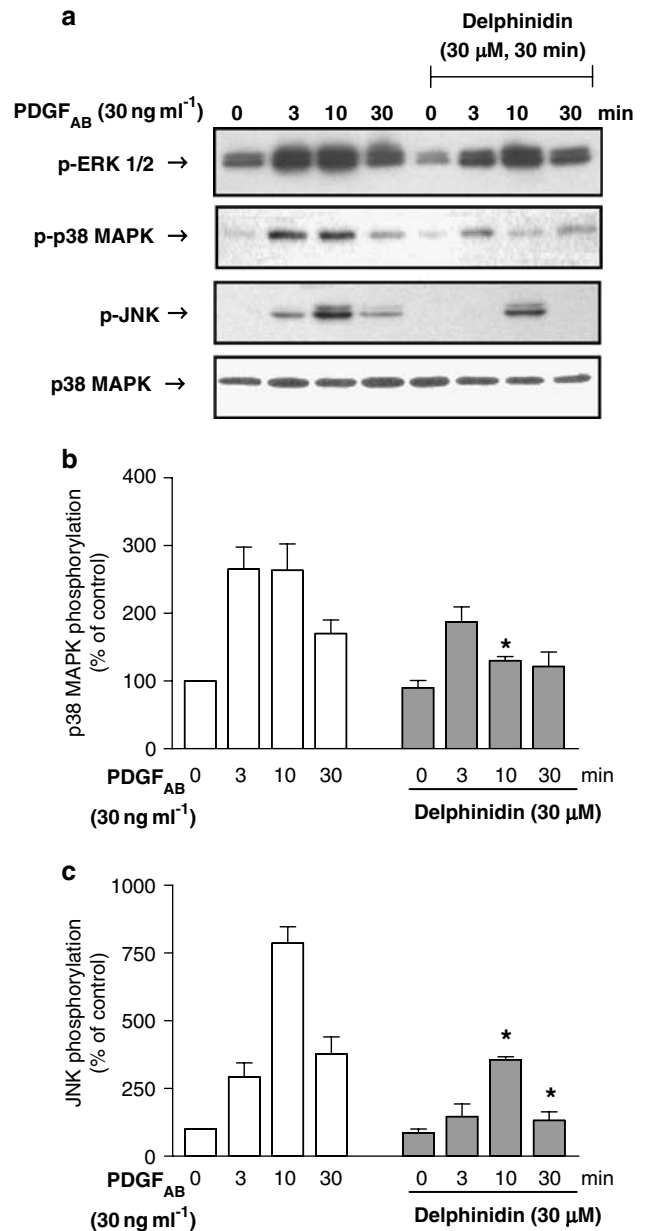 a
Delphinidin
(30 µM, 30 min)
PDGFAB (30 ng ml-1) 0 3 10 30 0 3 10 30 min
p-ERK 1/2 →
p-p38 MAPK →
p-JNK →
p38 MAPK →
b
p38 MAPK phosphorylation
(% of control)
400
300
200
100
0
*
PDGFAB 0 3 10 30 0 3 10 30 min
(30 ng ml-1) Delphinidin (30 µM)
c
JNK phosphorylation
(% of control)
1000
750
500
250
0
*
*
PDGFAB 0 3 10 30 0 3 10 30 min
(30 ng ml-1) Delphinidin (30 µM)